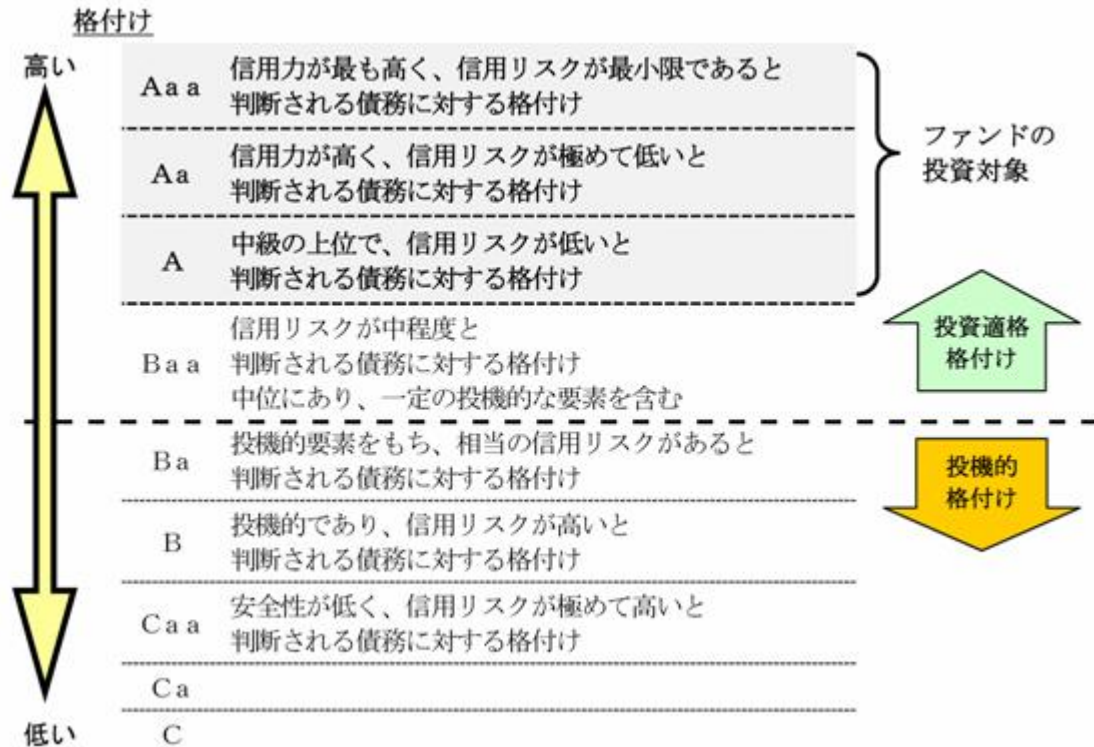 格付け
高い
Aaa
信用力が最も高く、信用リスクが最小限であると
判断される債務に対する格付け
Aa
信用力が高く、信用リスクが極めて低いと
判断される債務に対する格付け
A
中級の上位で、信用リスクが低いと
判断される債務に対する格付け
ファンドの
投資対象
Baa
信用リスクが中程度と
判断される債務に対する格付け
中位にあり、一定の投機的な要素を含む
投資適格
格付け
Ba
投機的要素をもち、相当の信用リスクがあると
判断される債務に対する格付け
投機的
格付け
B
投機的であり、信用リスクが高いと
判断される債務に対する格付け
Caa
安全性が低く、信用リスクが極めて高いと
判断される債務に対する格付け
Ca
C
低い